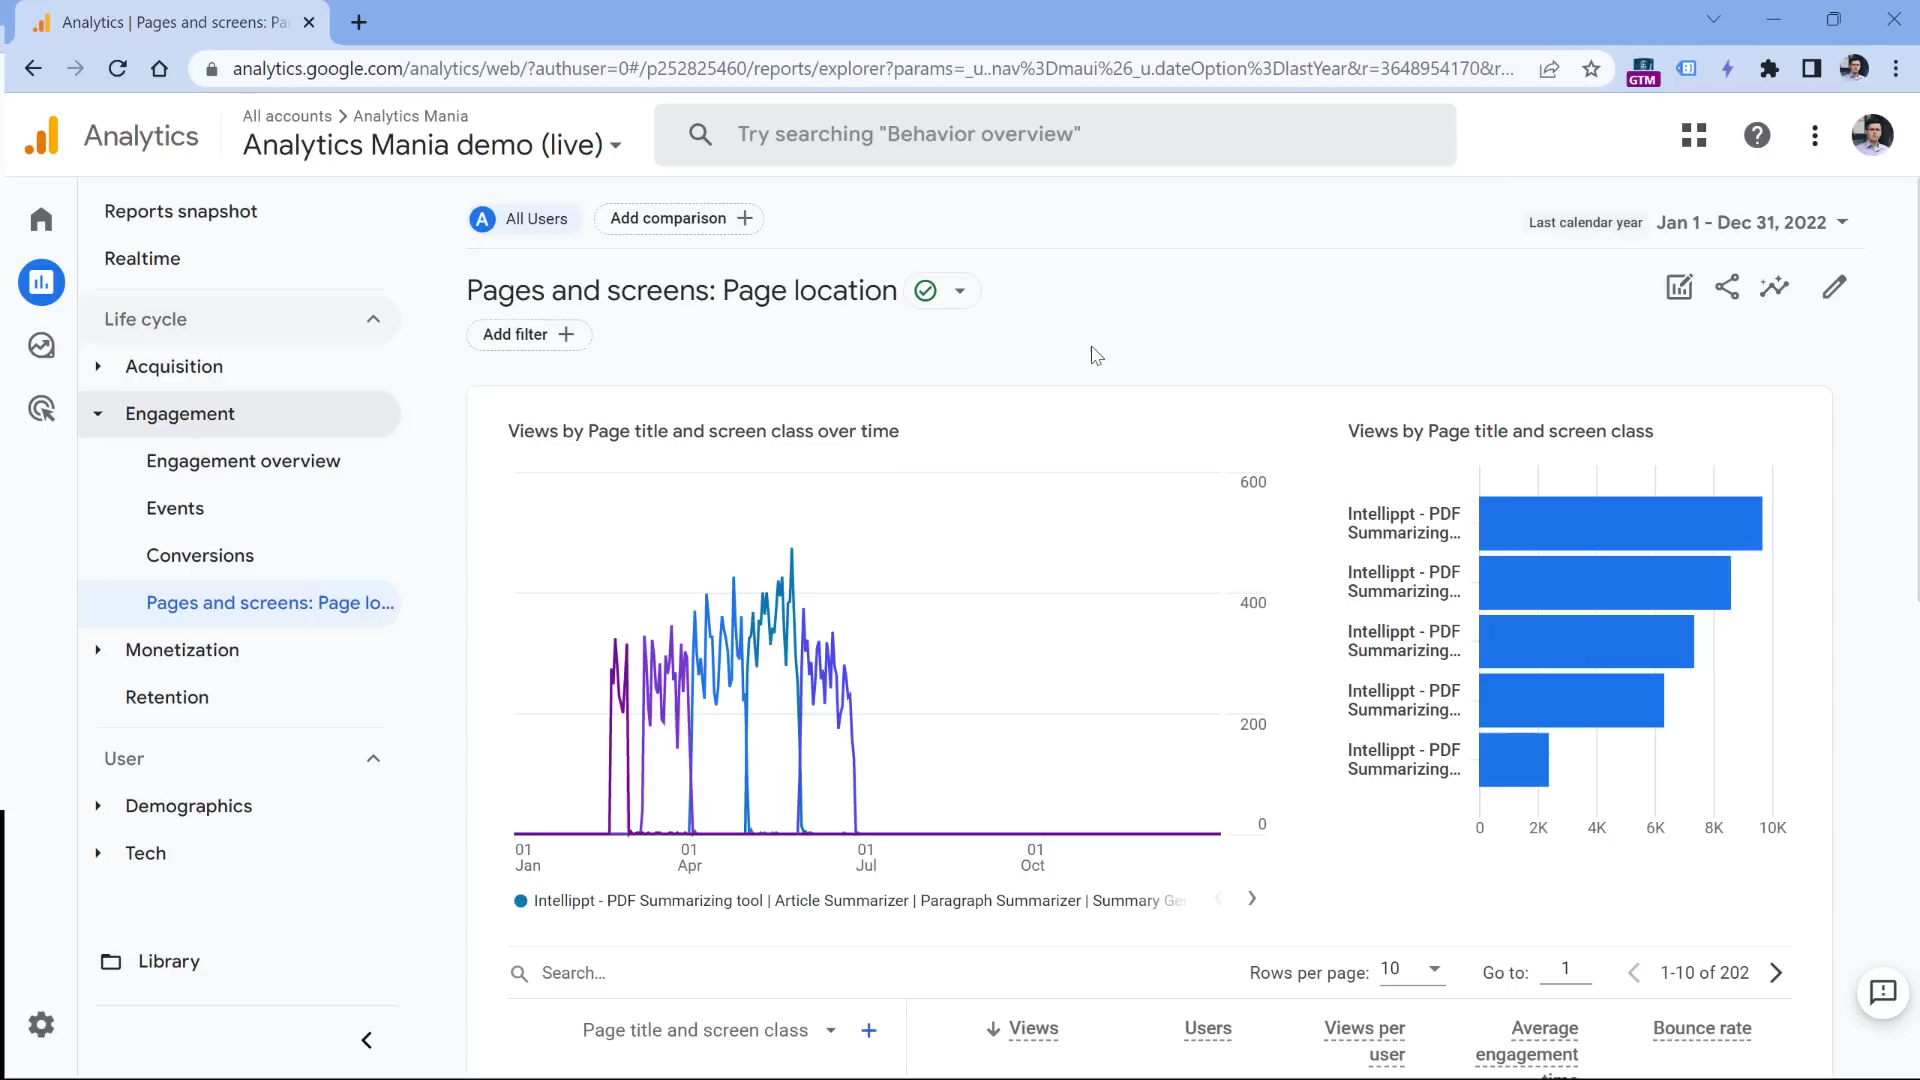 Analytics | Pages and screens: Pa
analytics.google.com/analytics/web/?authuser=0#/p252825460/reports/explorer?params=_u..nav%3Dmaui%26_u.dateOption%3DlastYear&r=3648954170&r...
GTM
Analytics
All accounts > Analytics Mania
Analytics Mania demo (live)
Try searching "Behavior overview"
Reports snapshot
Realtime
Life cycle
Acquisition
Engagement
Engagement overview
Events
Conversions
Pages and screens: Page lo...
Monetization
Retention
User
Demographics
Tech
Library
A All Users
Add comparison +
Last calendar year Jan 1 - Dec 31, 2022
Pages and screens: Page location
Add filter +
Views by Page title and screen class over time
600
400
200
0
01 01 01 01
Jan Apr Jul Oct
Intellippt - PDF Summarizing tool | Article Summarizer | Paragraph Summarizer | Summary Ge
Views by Page title and screen class
Intellippt - PDF
Summarizing...
Intellippt - PDF
Summarizing...
Intellippt - PDF
Summarizing...
Intellippt - PDF
Summarizing...
Intellippt - PDF
Summarizing...
0 2K 4K 6K 8K 10K
Search...
Rows per page: 10 Go to: 1 1-10 of 202
Page title and screen class +
Views
Users
Views per
user
Average
engagement
time
Bounce rate